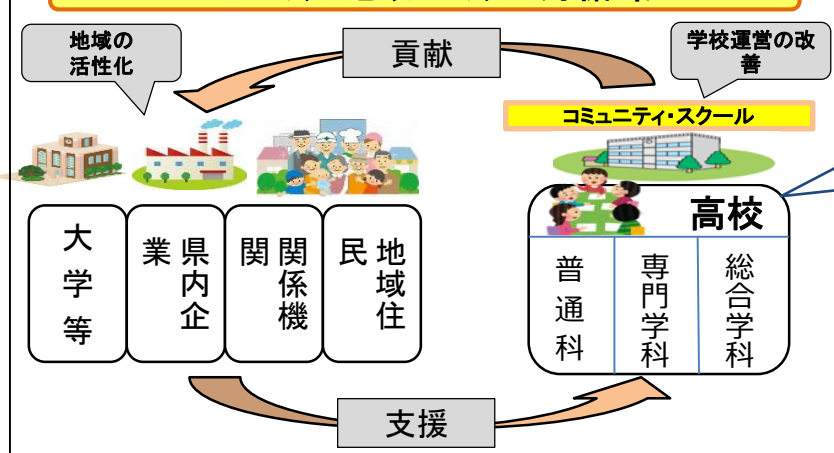 地域の
活性化
貢献
学校運営の改
善
コミュニティ・スクール
大学等
県内企
業
関係機
関
地域住
民
高校
普通科
専門学科
総合学科
支援